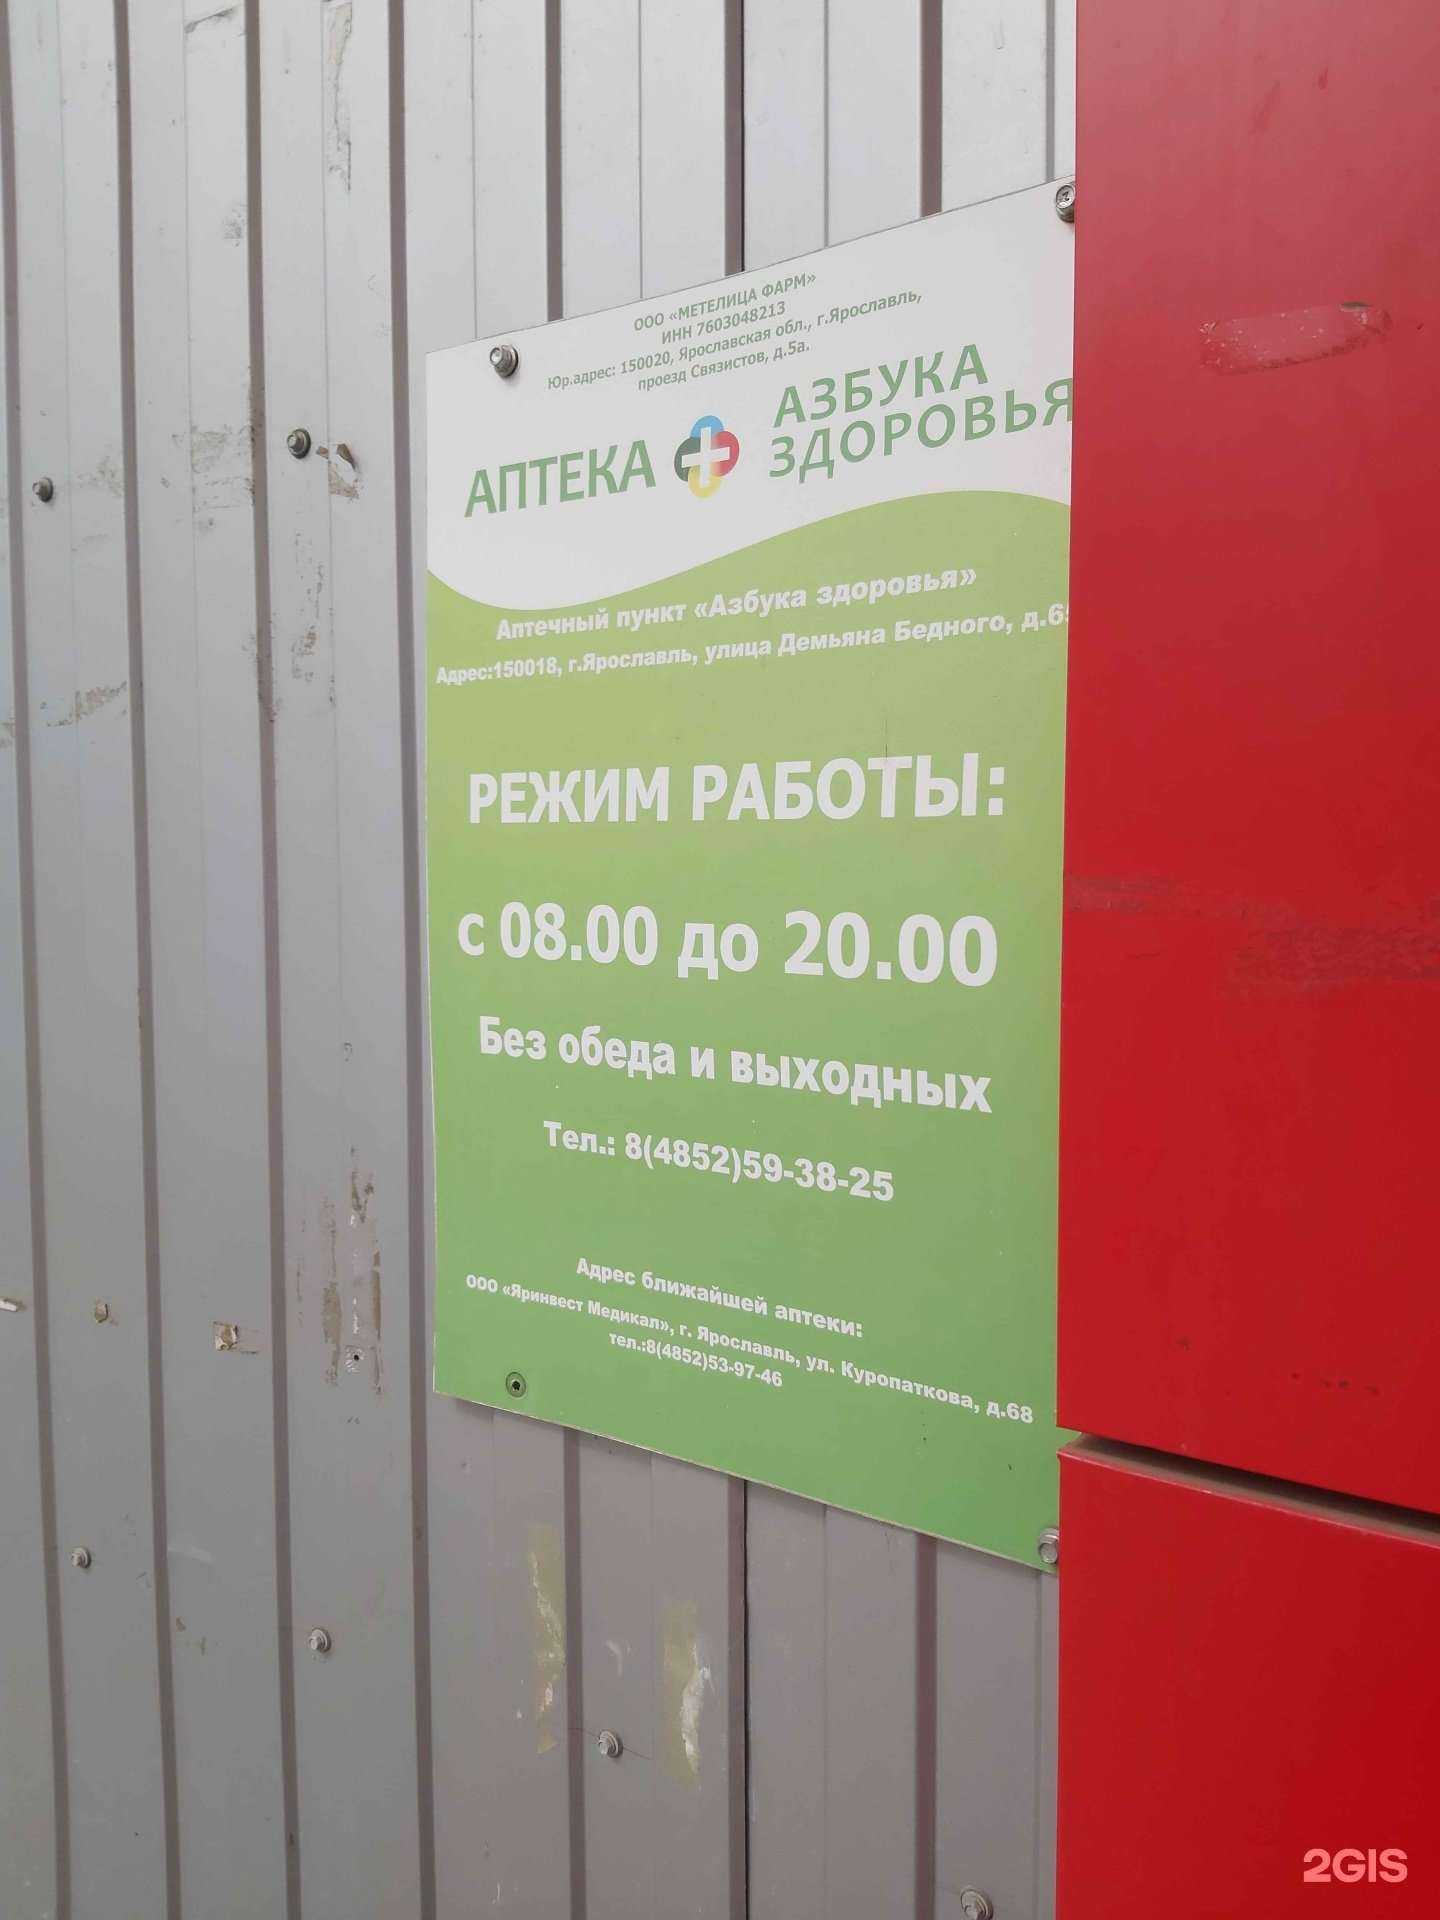 ООО «МЕТЕЛИЦА ФАРМ»
ИНН 7603048213
Юр.адрес: 150020, Ярославская обл., г.Ярославль,
проезд Связистов, д.5а.
АПТЕКА
АЗБУКА
ЗДОРОВЬЯ
Аптечный пункт «Азбука здоровья»
Адрес:150018, г.Ярославль, улица Демьяна Бедного, д.
РЕЖИМ РАБОТЫ:
с 08.00 до 20.00
Без обеда и выходных
Тел.: 8(4852)59-38-25
Адрес ближайшей аптеки:
ООО «Яринвест Медикал», г. Ярославль, ул. Куропаткова, д.68
тел.:8(4852)53-97-46
2GIS